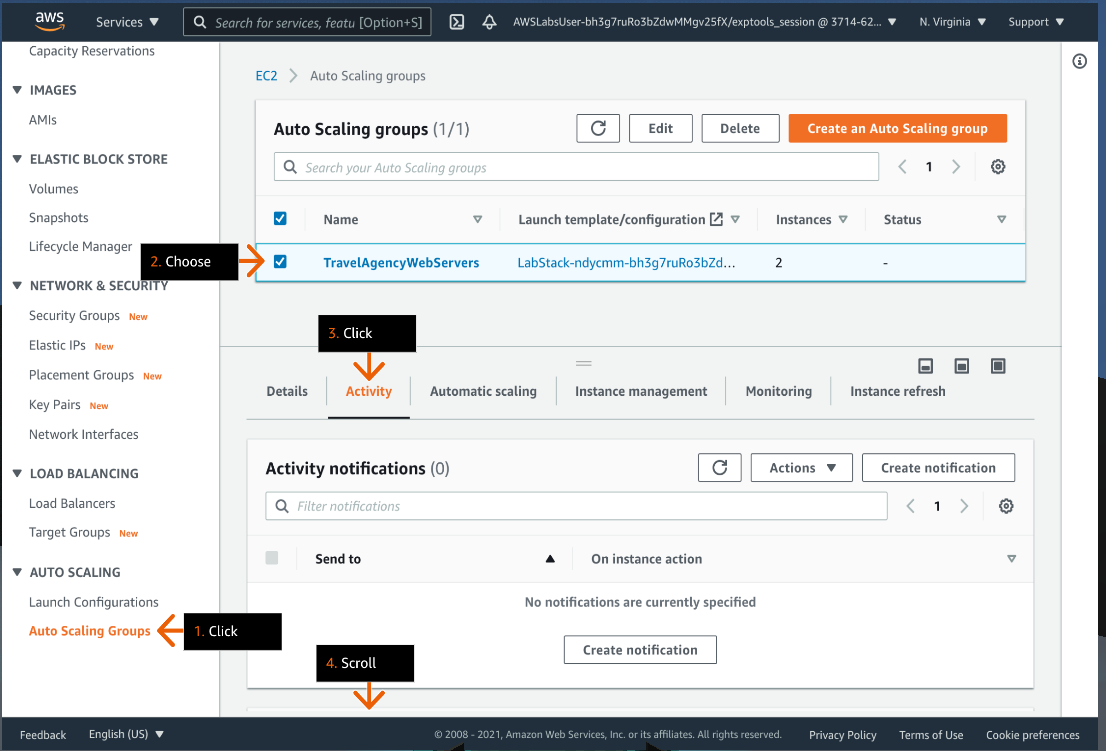 aws
Services ▼
Search for services, featu [Option+S]
AWSLabsUser-bh3g7ruRo3bZdwMMgv25fX/exptools_session @ 3714-62... ▼
N. Virginia ▼
Support ▼
Capacity Reservations
▼ IMAGES
AMIs
▼ ELASTIC BLOCK STORE
Volumes
Snapshots
Lifecycle Manager
▼ NETWORK & SECURITY
Security Groups New
Elastic IPs New
Placement Groups New
Key Pairs New
Network Interfaces
▼ LOAD BALANCING
Load Balancers
Target Groups New
▼ AUTO SCALING
Launch Configurations
Auto Scaling Groups
1. Click
EC2 > Auto Scaling groups
Auto Scaling groups (1/1)
Edit
Delete
Create an Auto Scaling group
Search your Auto Scaling groups
1
Name
Launch template/configuration
Instances
Status
2. Choose
TravelAgencyWebServers
LabStack-ndycmm-bh3g7ruRo3bZd...
2
-
3. Click
Details
Activity
Automatic scaling
Instance management
Monitoring
Instance refresh
Activity notifications (0)
Actions ▼
Create notification
Filter notifications
1
Send to
On instance action
No notifications are currently specified
Create notification
4. Scroll
Feedback
English (US) ▼
© 2008 - 2021, Amazon Web Services, Inc. or its affiliates. All rights reserved.
Privacy Policy
Terms of Use
Cookie preferences